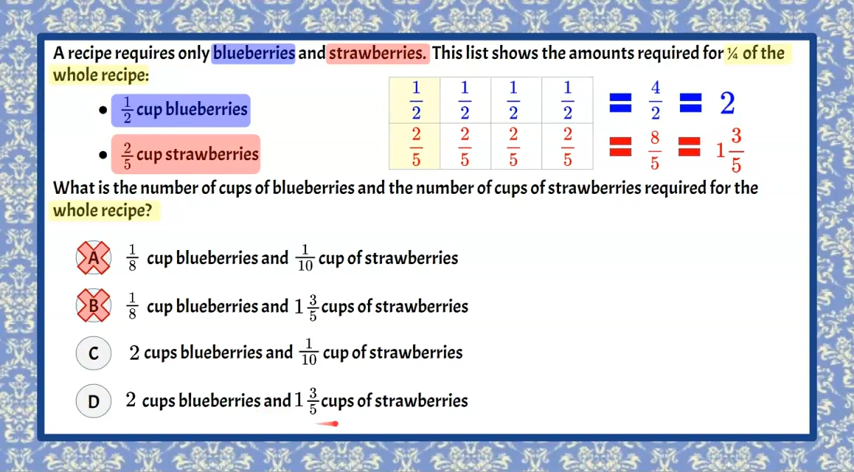 A recipe requires only blueberries and strawberries. This list shows the amounts required for ¼ of the
whole recipe:
• 1/2 cup blueberries
• 2/5 cup strawberries
1/2 1/2 1/2 1/2 = 4/2 = 2
2/5 2/5 2/5 2/5 = 8/5 = 1 3/5
What is the number of cups of blueberries and the number of cups of strawberries required for the
whole recipe?
A 1/8 cup blueberries and 1/10 cup of strawberries
B 1/8 cup blueberries and 1 3/5 cups of strawberries
C 2 cups blueberries and 1/10 cup of strawberries
D 2 cups blueberries and 1 3/5 cups of strawberries